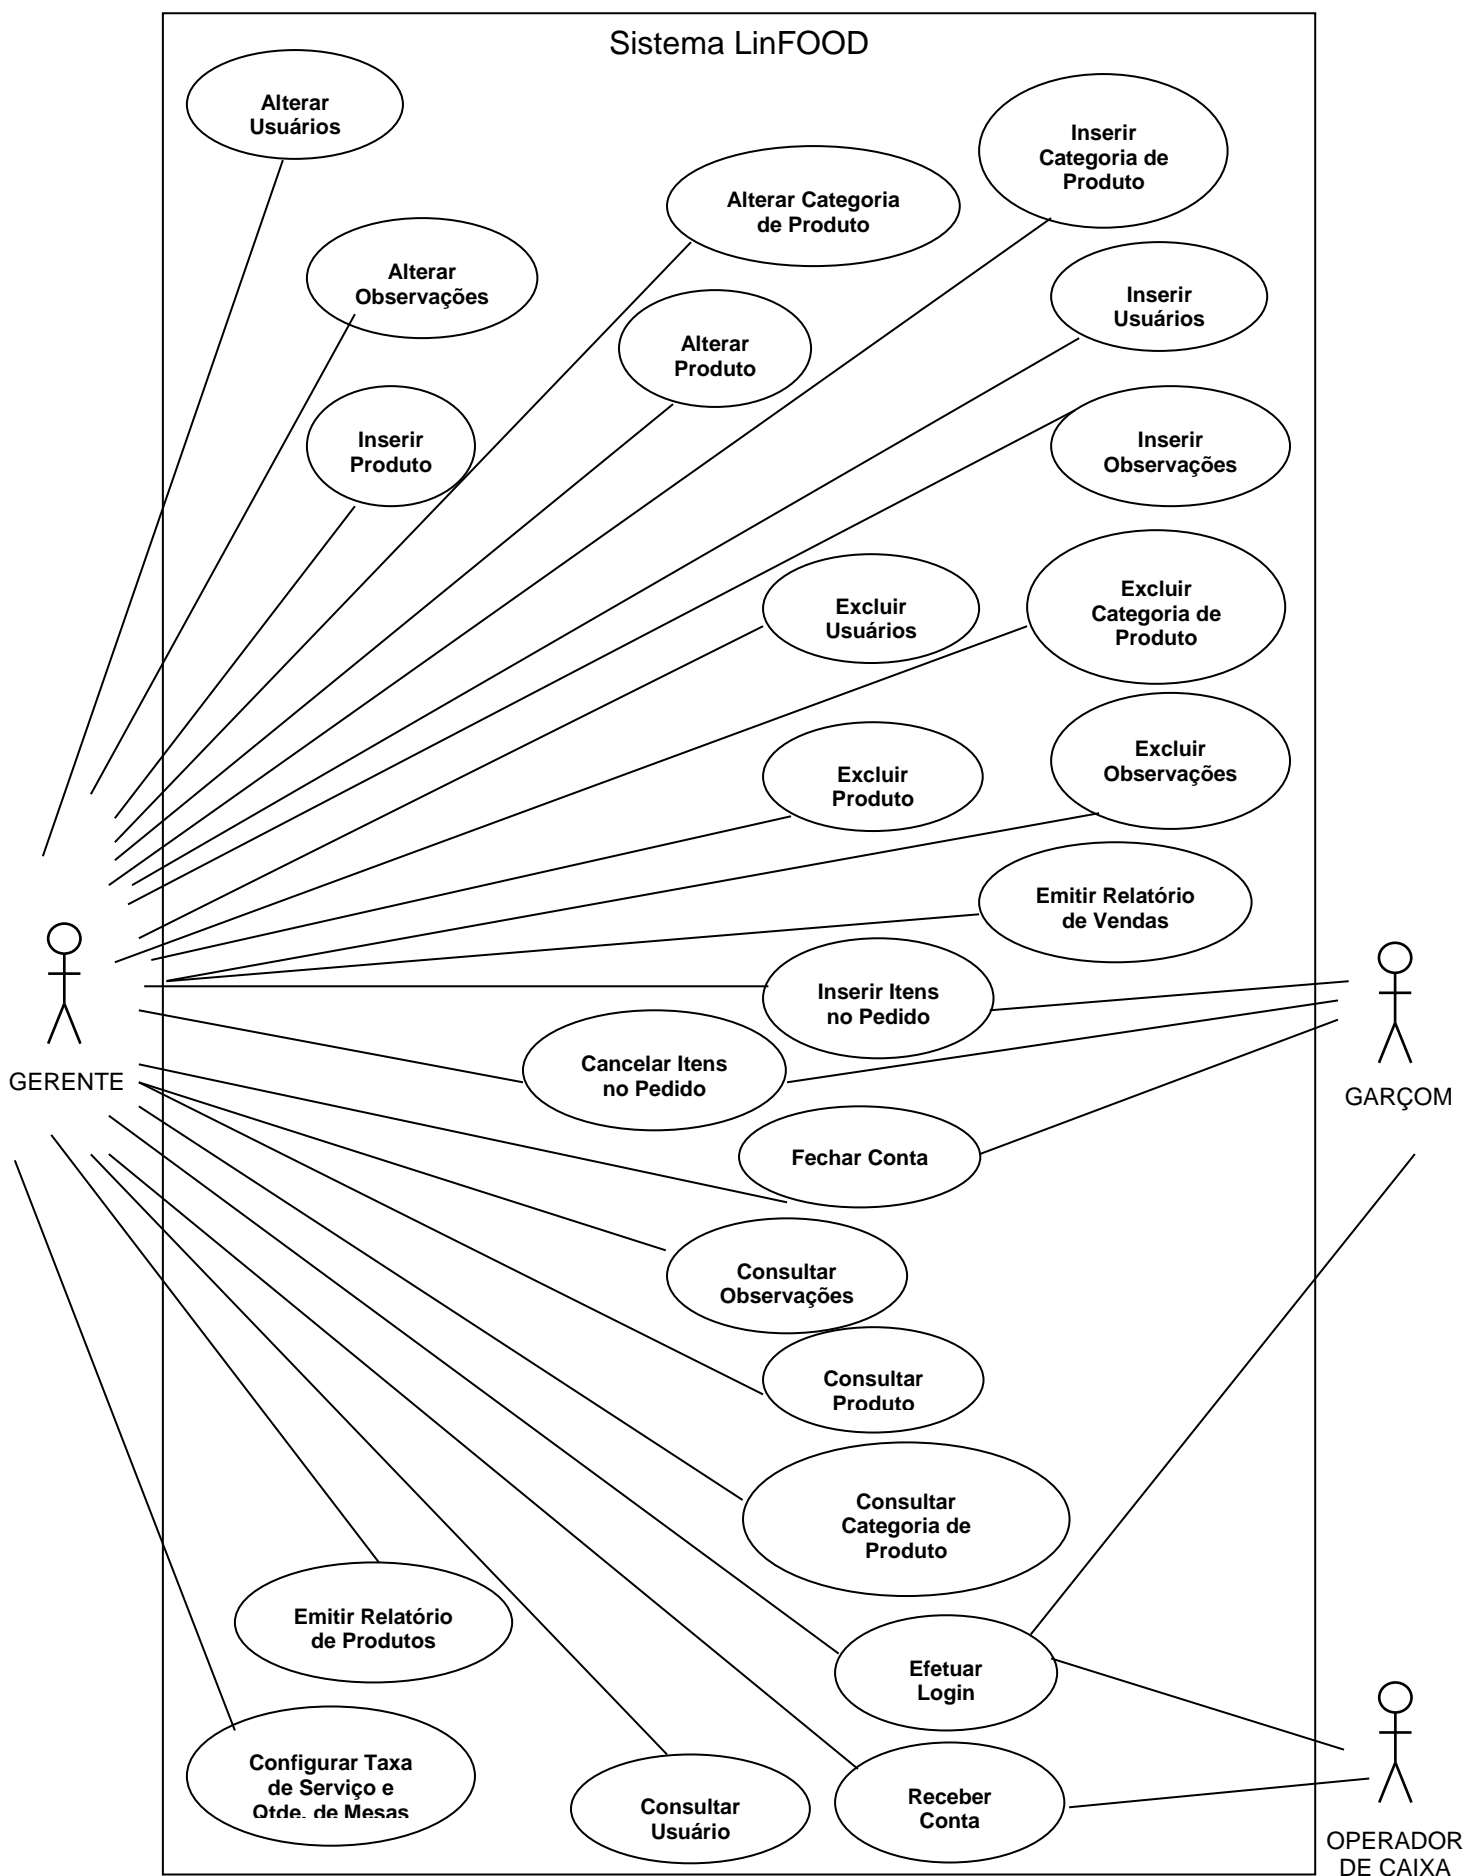 Sistema LinFOOD
Alterar
Usuários
Inserir
Categoria de
Produto
Alterar Categoria
de Produto
Alterar
Observações
Inserir
Usuários
Alterar
Produto
Inserir
Produto
Inserir
Observações
Excluir
Usuários
Excluir
Categoria de
Produto
Excluir
Produto
Excluir
Observações
Emitir Relatório
de Vendas
Inserir Itens
no Pedido
Cancelar Itens
no Pedido
GERENTE
GARÇOM
Fechar Conta
Consultar
Observações
Consultar
Produto
Consultar
Categoria de
Produto
Emitir Relatório
de Produtos
Efetuar
Login
Configurar Taxa
de Serviço e
Qtde. de Mesas
Consultar
Usuário
Receber
Conta
OPERADOR
DE CAIXA